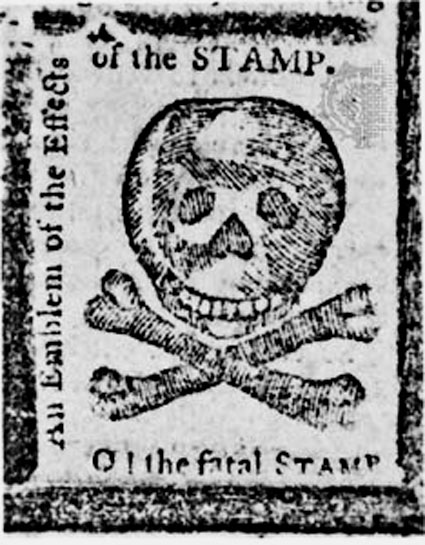 An Emblem of the Effects
of the STAMP.
O! the fatal STAMP